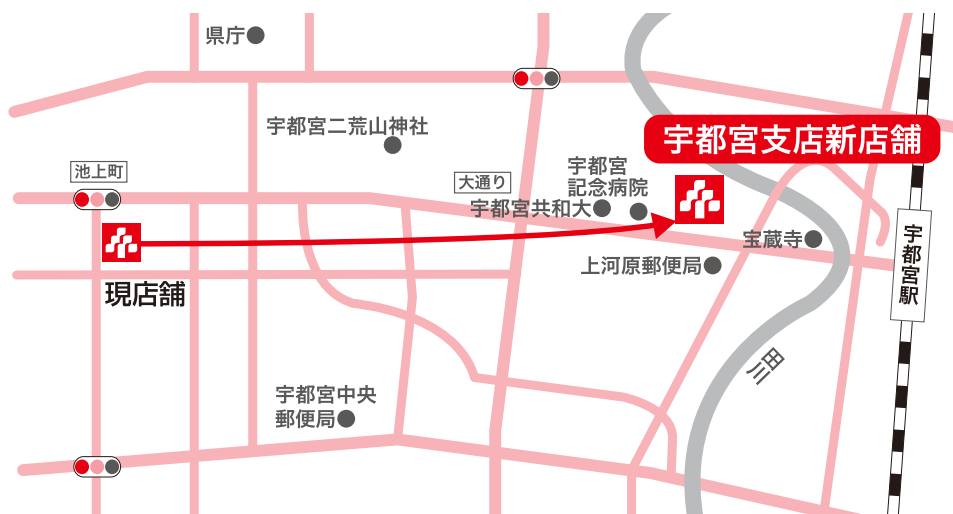 県庁
宇都宮二荒山神社
宇都宮支店新店舗
池上町
大通り
宇都宮
記念病院
宇都宮共和大
宝蔵寺
宇都宮駅
上河原郵便局
現店舗
田川
宇都宮中央
郵便局